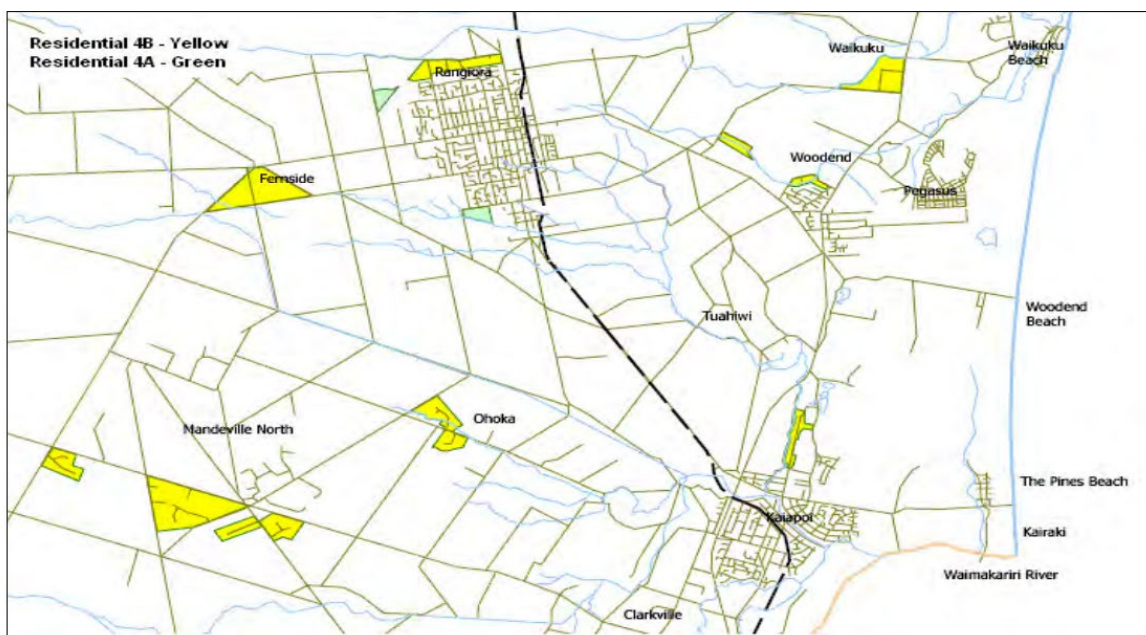 Residential 4B - Yellow
Residential 4A - Green
Rangiora
Waikuku
Waikuku
Beach
Woodend
Fernside
Pegasus
Tuahiwi
Woodend
Beach
Mandeville North
Ohoka
The Pines Beach
Kaiapoi
Kairaki
Waimakariri River
Clarkville